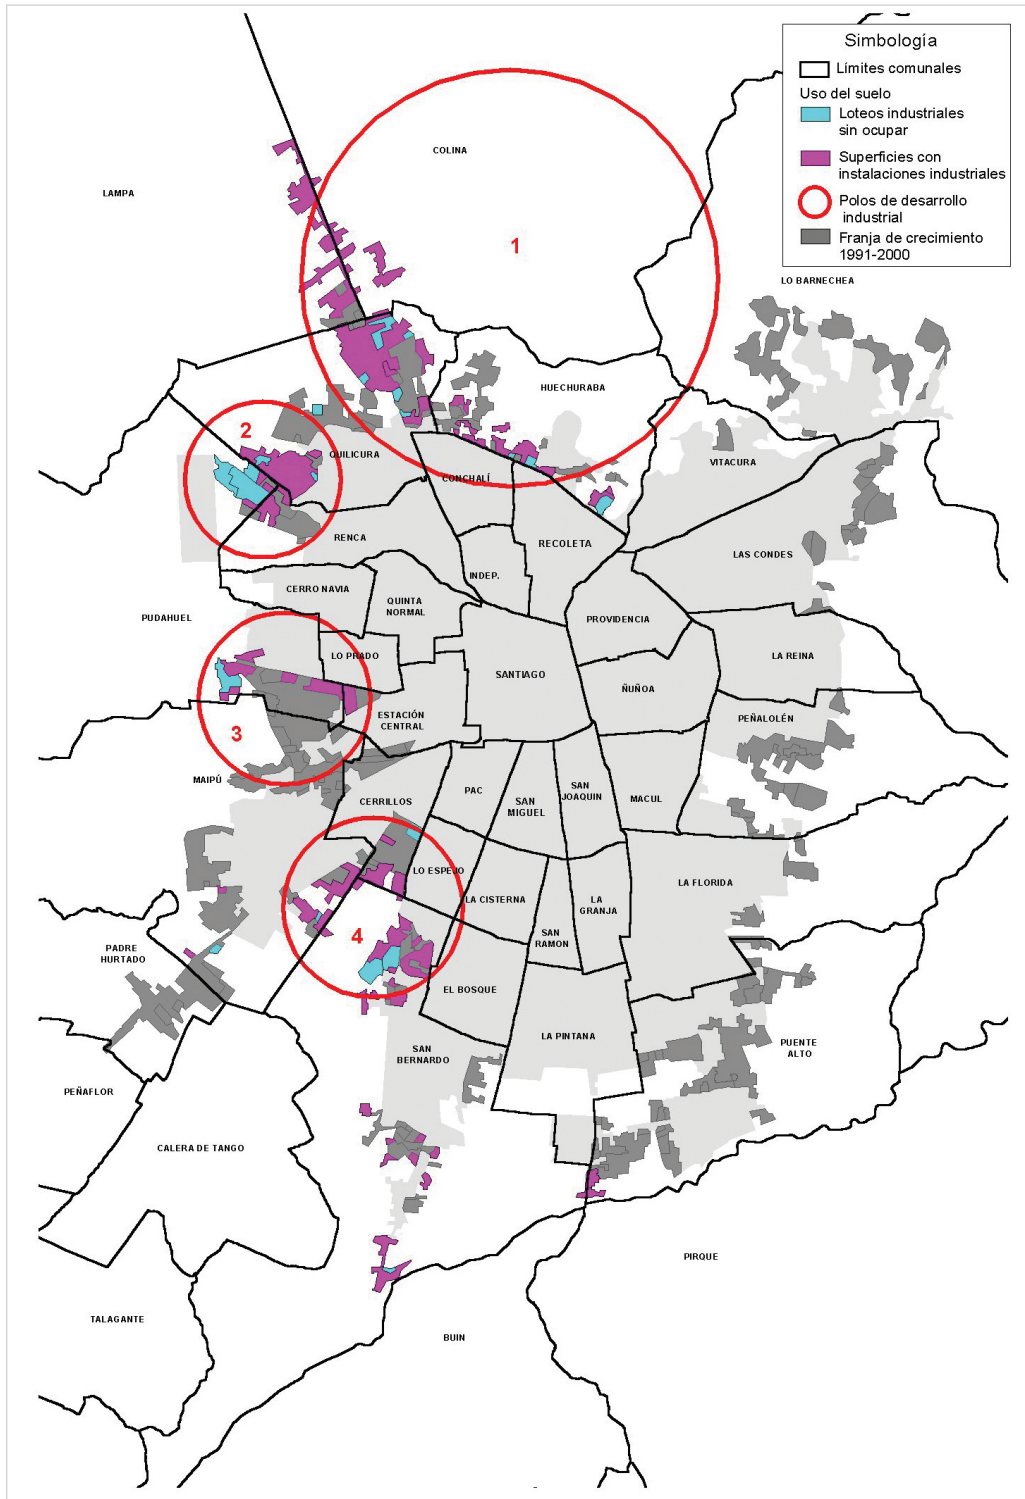 Simbología
Límites comunales
Uso del suelo
Loteos industriales
sin ocupar
Superficies con
instalaciones industriales
Polos de desarrollo
industrial
Franja de crecimiento
1991-2000
COLINA
LAMPA
1
LO BARNECHEA
HUECHURABA
2
QUILICURA
VITACURA
CONCHALÍ
RENCA
RECOLETA
LAS CONDES
INDEP.
CERRO NAVIA
QUINTA
NORMAL
PUDAHUEL
PROVIDENCIA
LO PRADO
LA REINA
SANTIAGO
ÑUÑOA
ESTACIÓN
CENTRAL
PEÑALOLÉN
3
MAIPÚ
CERRILLOS
PAC
SAN
MIGUEL
SAN
JOAQUIN
MACUL
LO ESPEJO
LA FLORIDA
LA CISTERNA
LA
GRANJA
SAN
RAMON
4
PADRE
HURTADO
EL BOSQUE
LA PINTANA
PUENTE
ALTO
SAN
BERNARDO
PEÑAFLOR
CALERA DE TANGO
PIRQUE
TALAGANTE
BUIN